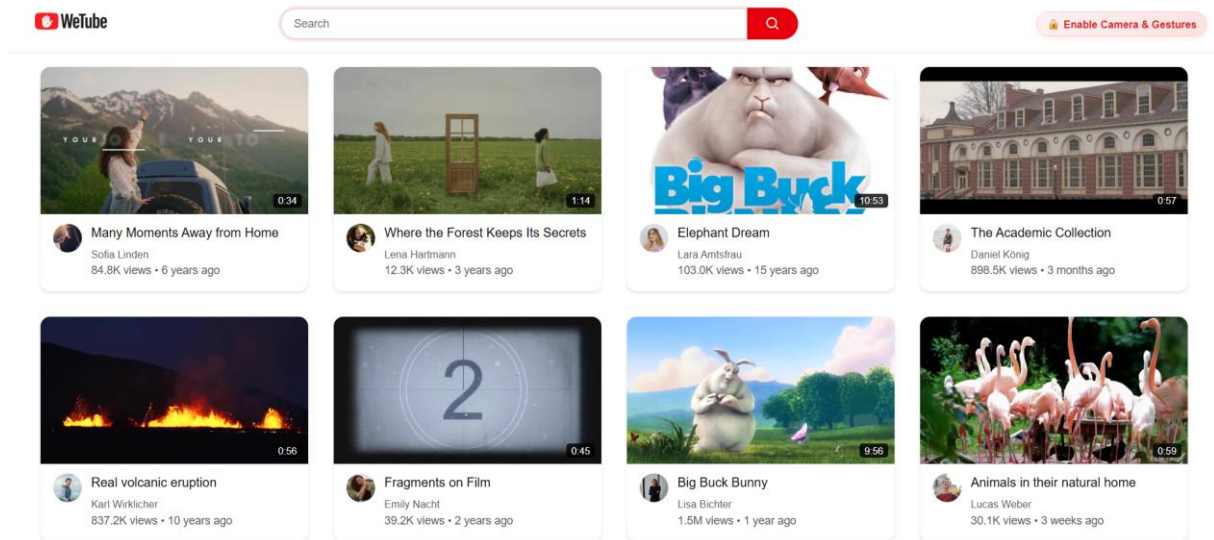 WeTube
Search
Enable Camera & Gestures
YOUR YOUR
0:34
1:14
Big Buck
10:53
0:57
Many Moments Away from Home
Sofia Linden
84.8K views • 6 years ago
Where the Forest Keeps Its Secrets
Lena Hartmann
12.3K views • 3 years ago
Elephant Dream
Lara Amtsfrau
103.0K views • 15 years ago
The Academic Collection
Daniel König
898.5K views • 3 months ago
0:56
2
0:45
9:56
0:59
Real volcanic eruption
Karl Wirklicher
837.2K views • 10 years ago
Fragments on Film
Emily Nacht
39.2K views • 2 years ago
Big Buck Bunny
Lisa Bichter
1.5M views • 1 year ago
Animals in their natural home
Lucas Weber
30.1K views • 3 weeks ago